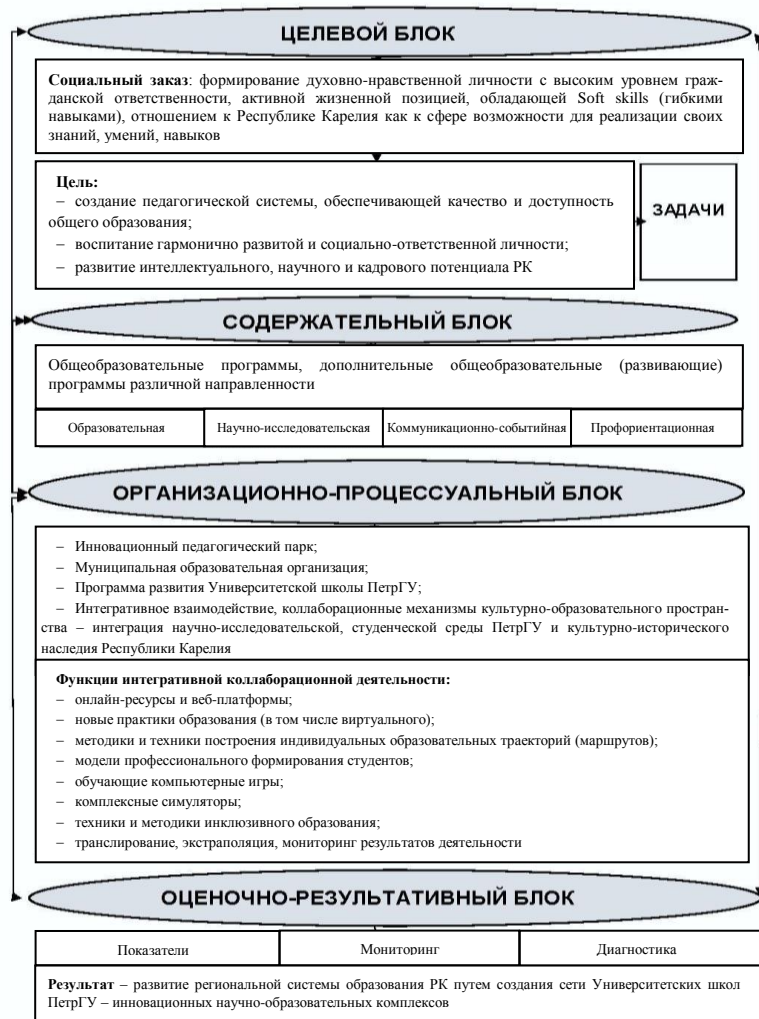 ЦЕЛЕВОЙ БЛОК
Социальный заказ: формирование духовно-нравственной личности с высоким уровнем граж-
данской ответственности, активной жизненной позицией, обладающей Soft skills (гибкими
навыками), отношением к Республике Карелия как к сфере возможности для реализации своих
знаний, умений, навыков
Цель:
– создание педагогической системы, обеспечивающей качество и доступность
общего образования;
– воспитание гармонично развитой и социально-ответственной личности;
– развитие интеллектуального, научного и кадрового потенциала РК
ЗАДАЧИ
СОДЕРЖАТЕЛЬНЫЙ БЛОК
Общеобразовательные программы, дополнительные общеобразовательные (развивающие)
программы различной направленности
Образовательная
Научно-исследовательская
Коммуникационно-событийная
Профориентационная
ОРГАНИЗАЦИОННО-ПРОЦЕССУАЛЬНЫЙ БЛОК
– Инновационный педагогический парк;
– Муниципальная образовательная организация;
– Программа развития Университетской школы ПетрГУ;
– Интегративное взаимодействие, коллаборационные механизмы культурно-образовательного простран-
ства – интеграция научно-исследовательской, студенческой среды ПетрГУ и культурно-исторического
наследия Республики Карелия
Функции интегративной коллаборационной деятельности:
– онлайн-ресурсы и веб-платформы;
– новые практики образования (в том числе виртуального);
– методики и техники построения индивидуальных образовательных траекторий (маршрутов);
– модели профессионального формирования студентов;
– обучающие компьютерные игры;
– комплексные симуляторы;
– техники и методики инклюзивного образования;
– транслирование, экстраполяция, мониторинг результатов деятельности
ОЦЕНОЧНО-РЕЗУЛЬТАТИВНЫЙ БЛОК
Показатели
Мониторинг
Диагностика
Результат – развитие региональной системы образования РК путем создания сети Университетских школ
ПетрГУ – инновационных научно-образовательных комплексов